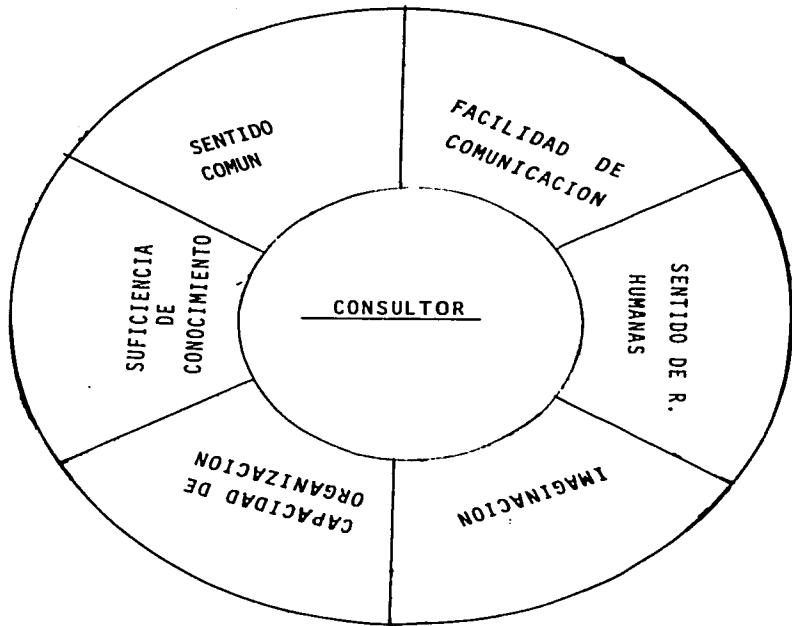 SENTIDO
COMUN
FACILIDAD DE
COMUNICACION
SENTIDO DE R.
HUMANAS
IMAGINACION
CAPACIDAD DE
ORGANIZACION
SUFICIENCIA
DE
CONOCIMIENTO
CONSULTOR